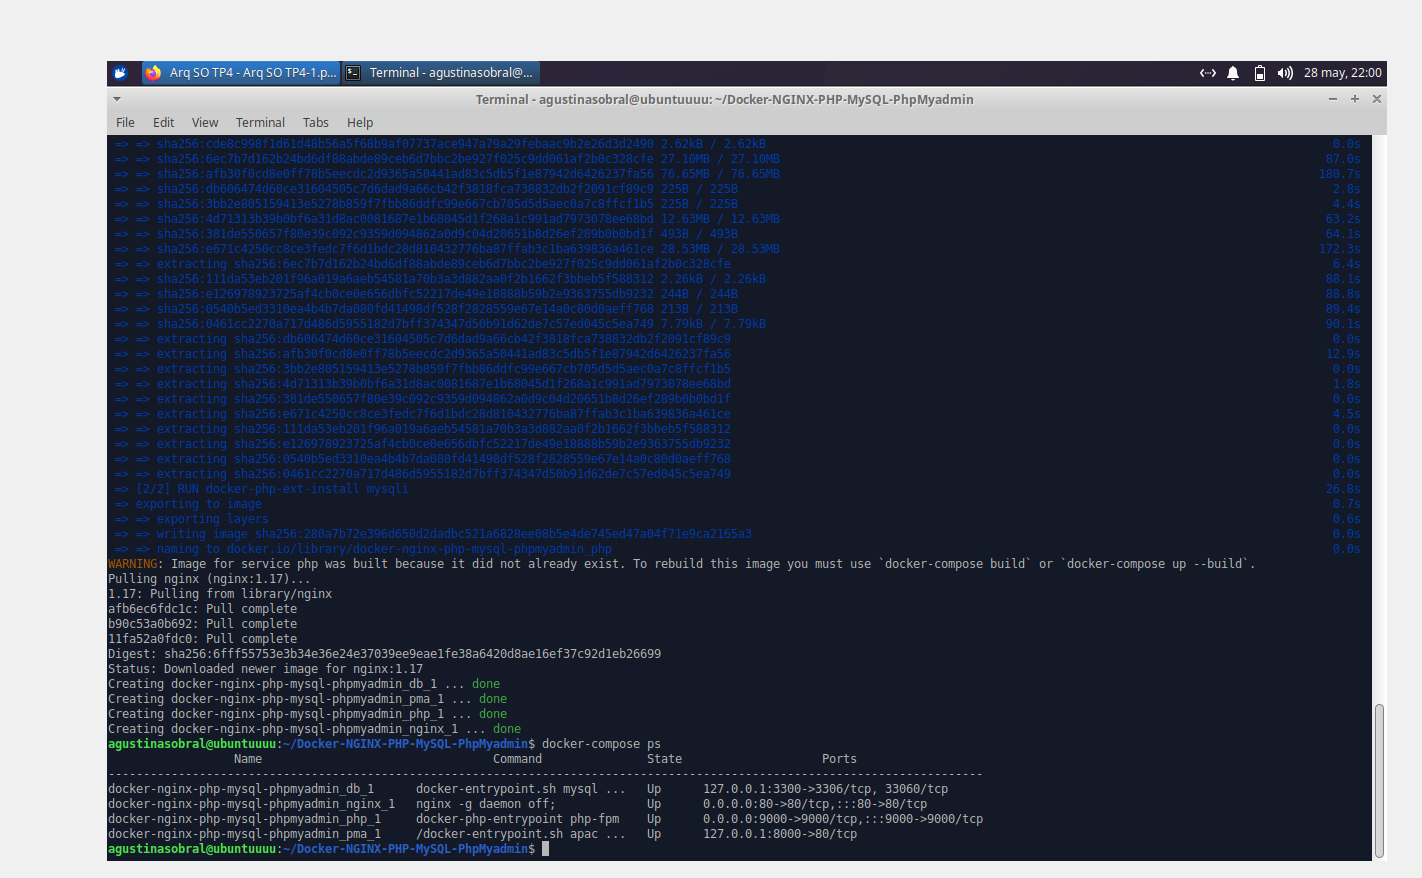 Arq SO TP4 - Arq SO TP4-1.p...
Terminal - agustinasobral@...
28 may, 22:00
Terminal - agustinasobral@ubuntuuuu: ~/Docker-NGINX-PHP-MySQL-PhpMyadmin
File Edit View Terminal Tabs Help
=> => sha256:cde8c998f1d61d48b56a5f68b9af07737ace947a79a29febaac9b2e26d3d2490 2.62kB / 2.62kB 0.0s
=> => sha256:6ec7b7d162b24bd6df88abde89ceb6d7bbc2be927f025c9dd061af2b0c328cfe 27.10MB / 27.10MB 87.0s
=> => sha256:afb30f0cd8e0ff78b5eecdc2d9365a50441ad83c5db5f1e87942d6426237fa56 76.65MB / 76.65MB 180.7s
=> => sha256:db606474d60ce31604505c7d6dad9a66cb42f3818fca738832db2f2091cf89c9 225B / 225B 2.8s
=> => sha256:3bb2e805159413e5278b859f7fbb86ddfc99e667cb705d5d5aec0a7c8ffcf1b5 225B / 225B 4.4s
=> => sha256:4d71313b39b0bf6a31d8ac0081687e1b68045d1f268a1c991ad7973078ee68bd 12.63MB / 12.63MB 63.2s
=> => sha256:381de550657f80e39c092c9359d094862a0d9c04d20651b8d26ef289b0b0bd1f 493B / 493B 64.1s
=> => sha256:e671c4250cc8ce3fedc7f6d1bdc28d810432776ba87ffab3c1ba639836a461ce 28.53MB / 28.53MB 172.3s
=> => extracting sha256:6ec7b7d162b24bd6df88abde89ceb6d7bbc2be927f025c9dd061af2b0c328cfe 6.4s
=> => sha256:111da53eb201f96a019a6aeb54581a70b3a3d882aa0f2b1662f3bbeb5f588312 2.26kB / 2.26kB 88.1s
=> => sha256:e126978923725af4cb0ce0e656dbfc52217de49e18888b59b2e9363755db9232 244B / 244B 88.8s
=> => sha256:0540b5ed3310ea4b4b7da080fd41498df528f2828559e67e14a0c80d0aeff768 213B / 213B 89.4s
=> => sha256:0461cc2270a717d486d5955182d7bff374347d50b91d62de7c57ed045c5ea749 7.79kB / 7.79kB 90.1s
=> => extracting sha256:db606474d60ce31604505c7d6dad9a66cb42f3818fca738832db2f2091cf89c9 0.0s
=> => extracting sha256:afb30f0cd8e0ff78b5eecdc2d9365a50441ad83c5db5f1e87942d6426237fa56 12.9s
=> => extracting sha256:3bb2e805159413e5278b859f7fbb86ddfc99e667cb705d5d5aec0a7c8ffcf1b5 0.0s
=> => extracting sha256:4d71313b39b0bf6a31d8ac0081687e1b68045d1f268a1c991ad7973078ee68bd 1.8s
=> => extracting sha256:381de550657f80e39c092c9359d094862a0d9c04d20651b8d26ef289b0b0bd1f 0.0s
=> => extracting sha256:e671c4250cc8ce3fedc7f6d1bdc28d810432776ba87ffab3c1ba639836a461ce 4.5s
=> => extracting sha256:111da53eb201f96a019a6aeb54581a70b3a3d882aa0f2b1662f3bbeb5f588312 0.0s
=> => extracting sha256:e126978923725af4cb0ce0e656dbfc52217de49e18888b59b2e9363755db9232 0.0s
=> => extracting sha256:0540b5ed3310ea4b4b7da080fd41498df528f2828559e67e14a0c80d0aeff768 0.0s
=> => extracting sha256:0461cc2270a717d486d5955182d7bff374347d50b91d62de7c57ed045c5ea749 0.0s
=> [2/2] RUN docker-php-ext-install mysqli 26.8s
=> exporting to image 0.7s
=> => exporting layers 0.6s
=> => writing image sha256:280a7b72e396d650d2dadbc521a6828ee08b5e4de745ed47a04f71e9ca2165a3 0.0s
=> => naming to docker.io/library/docker-nginx-php-mysql-phpmyadmin_php 0.0s
WARNING: Image for service php was built because it did not already exist. To rebuild this image you must use `docker-compose build` or `docker-compose up --build`.
Pulling nginx (nginx:1.17)...
1.17: Pulling from library/nginx
afb6ec6fdc1c: Pull complete
b90c53a0b692: Pull complete
11fa52a0fdc0: Pull complete
Digest: sha256:6fff55753e3b34e36e24e37039ee9eae1fe38a6420d8ae16ef37c92d1eb26699
Status: Downloaded newer image for nginx:1.17
Creating docker-nginx-php-mysql-phpmyadmin_db_1 ... done
Creating docker-nginx-php-mysql-phpmyadmin_pma_1 ... done
Creating docker-nginx-php-mysql-phpmyadmin_php_1 ... done
Creating docker-nginx-php-mysql-phpmyadmin_nginx_1 ... done
agustinasobral@ubuntuuuu:~/Docker-NGINX-PHP-MySQL-PhpMyadmin$ docker-compose ps
Name Command State Ports
-----------------------------------------------------------------------------------------------------------------------------
docker-nginx-php-mysql-phpmyadmin_db_1 docker-entrypoint.sh mysql ... Up 127.0.0.1:3300->3306/tcp, 33060/tcp
docker-nginx-php-mysql-phpmyadmin_nginx_1 nginx -g daemon off; Up 0.0.0.0:80->80/tcp,:::80->80/tcp
docker-nginx-php-mysql-phpmyadmin_php_1 docker-php-entrypoint php-fpm Up 0.0.0.0:9000->9000/tcp,:::9000->9000/tcp
docker-nginx-php-mysql-phpmyadmin_pma_1 /docker-entrypoint.sh apac ... Up 127.0.0.1:8000->80/tcp
agustinasobral@ubuntuuuu:~/Docker-NGINX-PHP-MySQL-PhpMyadmin$